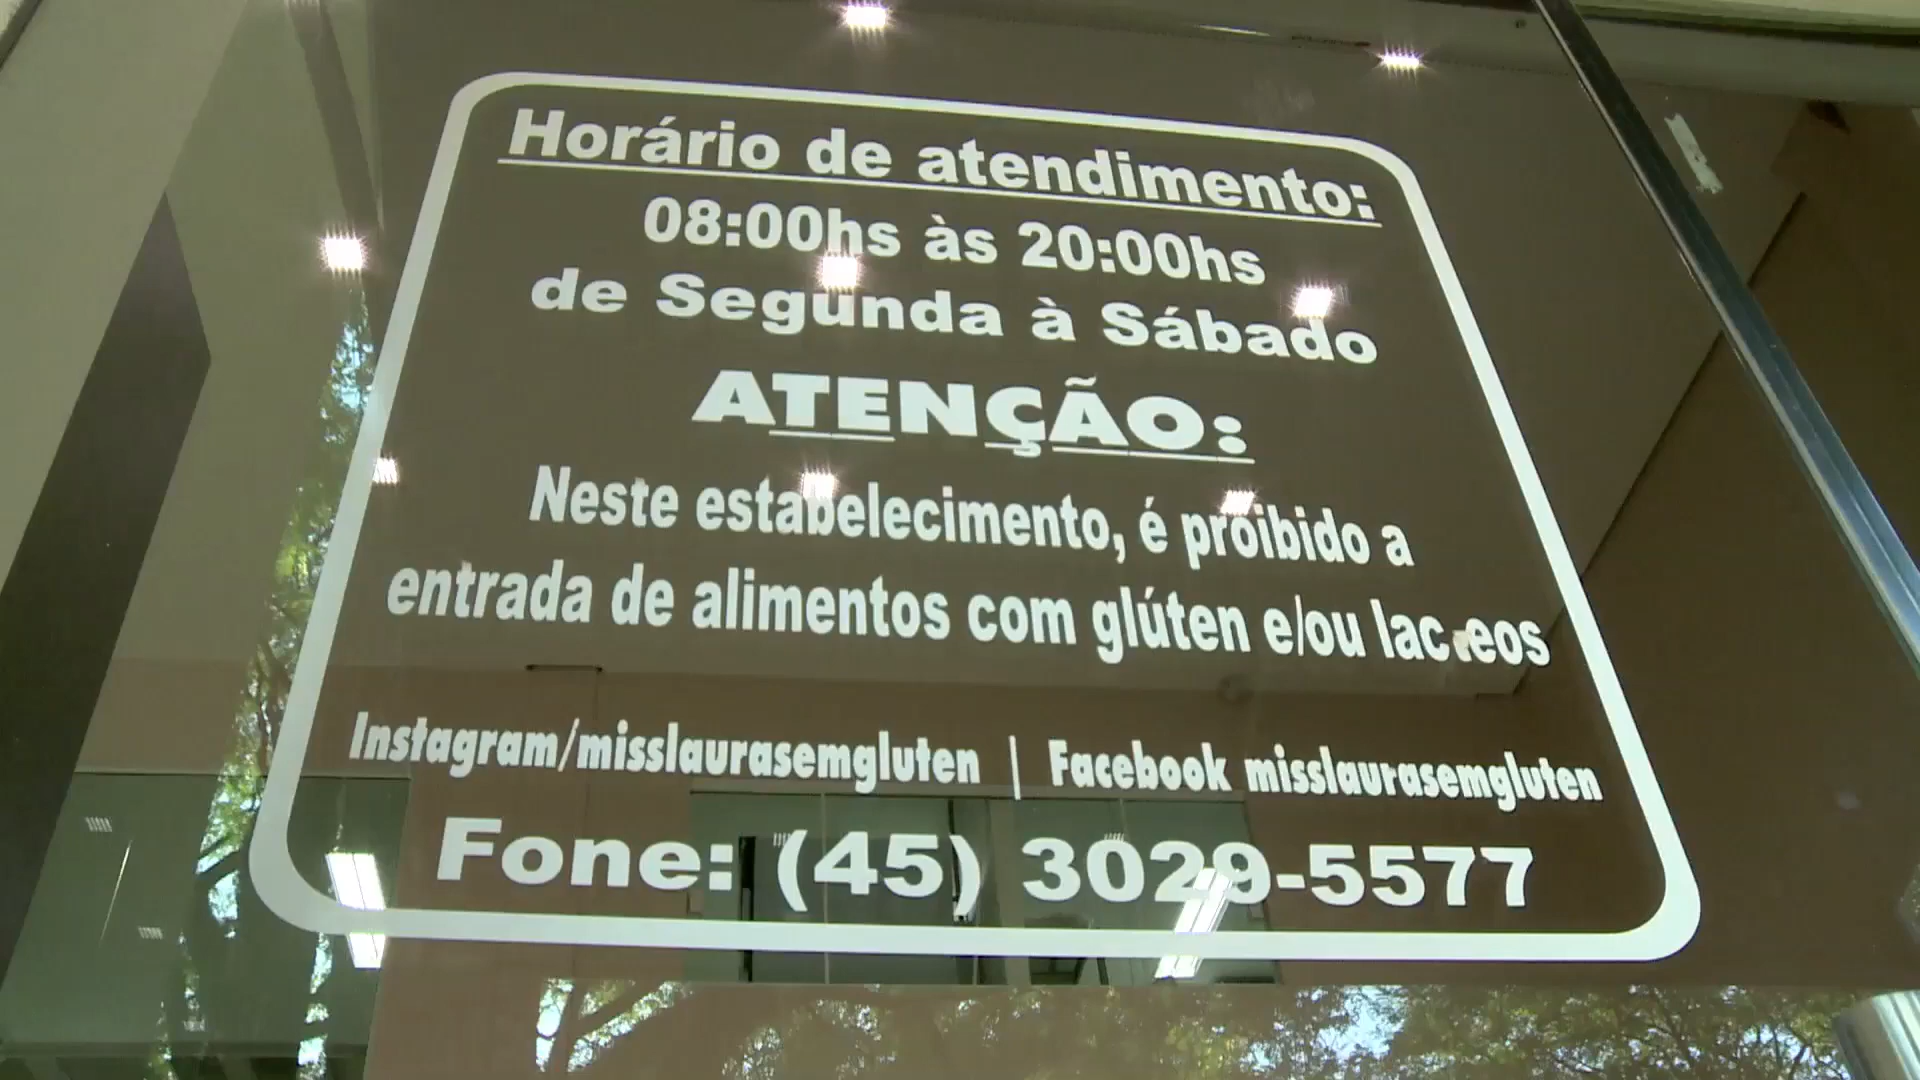 Horário de atendimento:
08:00hs às 20:00hs
de Segunda à Sábado
ATENÇÃO:
Neste estabelecimento, é proibido a
entrada de alimentos com glúten e/ou
Instagram/misslaurasemgluten | Facebook misslaurasemgluten
Fone: (45) 3029-5577